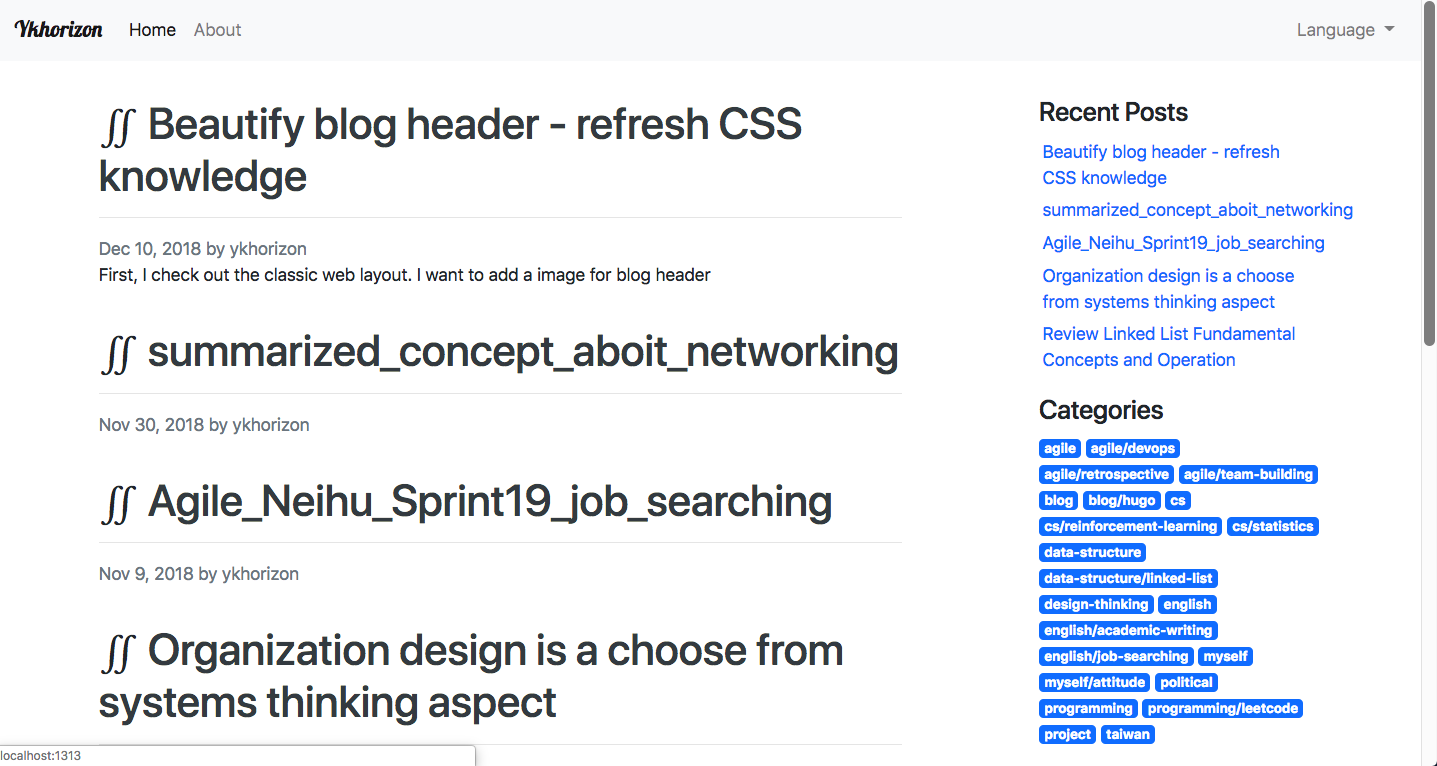 Ykhorizon Home About Language
∬ Beautify blog header - refresh CSS
knowledge
Dec 10, 2018 by ykhorizon
First, I check out the classic web layout. I want to add a image for blog header
∬ summarized_concept_aboit_networking
Nov 30, 2018 by ykhorizon
∬ Agile_Neihu_Sprint19_job_searching
Nov 9, 2018 by ykhorizon
∬ Organization design is a choose from
systems thinking aspect
Recent Posts
Beautify blog header - refresh
CSS knowledge
summarized_concept_aboit_networking
Agile_Neihu_Sprint19_job_searching
Organization design is a choose
from systems thinking aspect
Review Linked List Fundamental
Concepts and Operation
Categories
agile agile/devops
agile/retrospective agile/team-building
blog blog/hugo cs
cs/reinforcement-learning cs/statistics
data-structure
data-structure/linked-list
design-thinking english
english/academic-writing
english/job-searching myself
myself/attitude political
programming programming/leetcode
project taiwan
localhost:1313